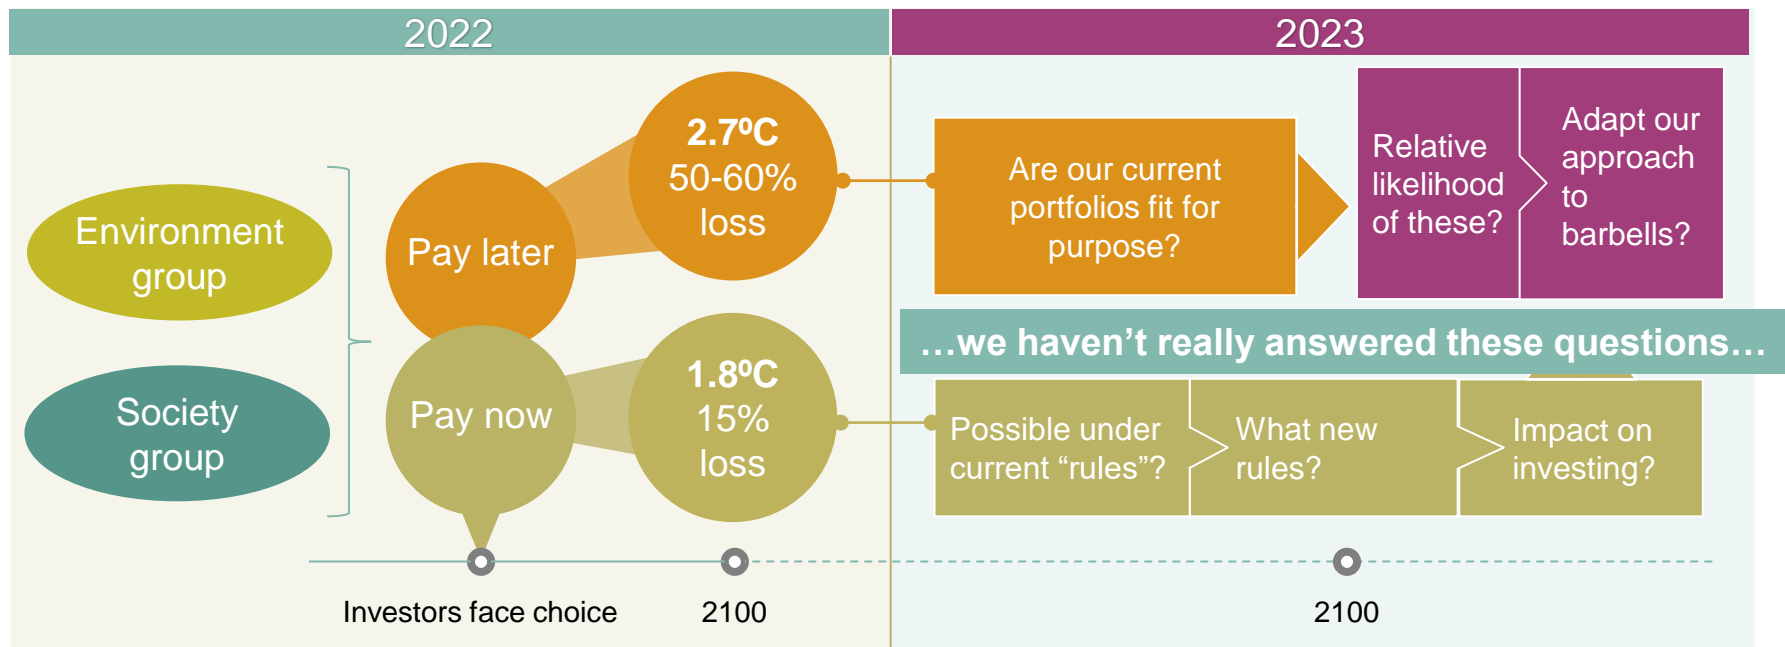 2022
2023
Environment
group
Society
group
Pay later
Pay now
2.7ºC
50-60%
loss
1.8ºC
15%
loss
Investors face choice
2100
Are our current
portfolios fit for
purpose?
Relative
likelihood
of these?
Adapt our
approach
to
barbells?
…we haven’t really answered these questions…
Possible under
current “rules”?
What new
rules?
Impact on
investing?
2100